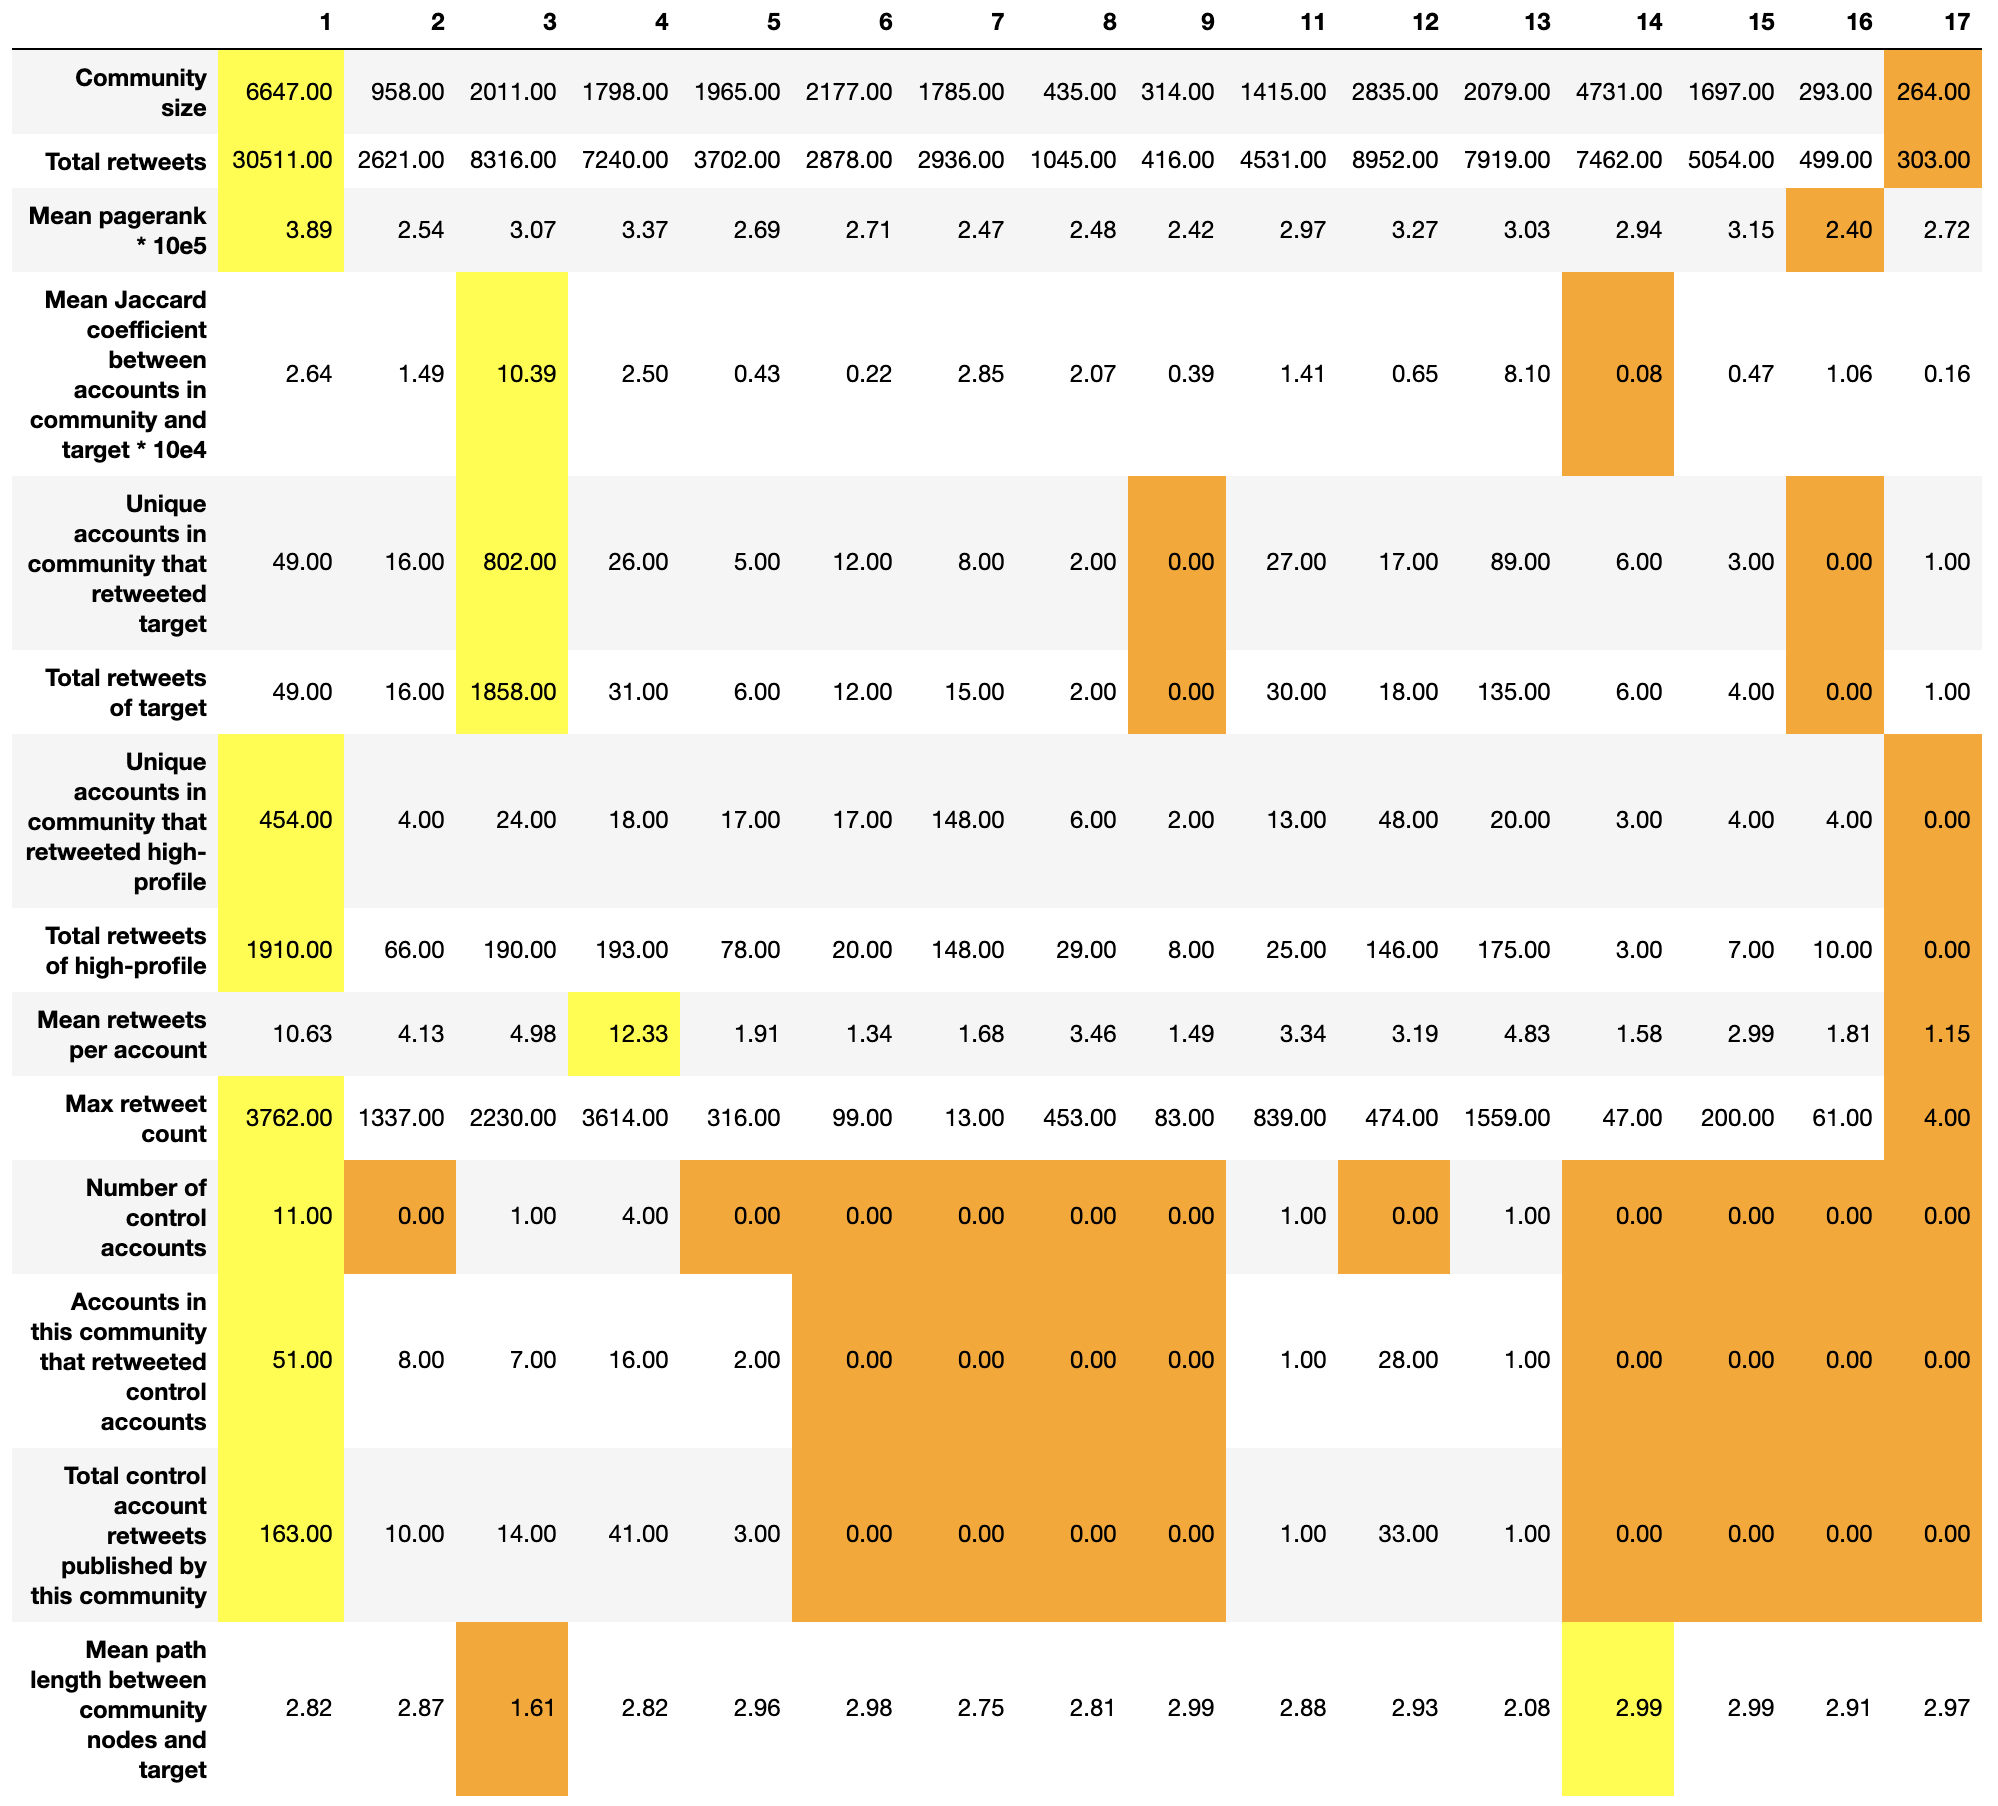 1 2 3 4 5 6 7 8 9 11 12 13 14 15 16 17
Community
size
6647.00 958.00 2011.00 1798.00 1965.00 2177.00 1785.00 435.00 314.00 1415.00 2835.00 2079.00 4731.00 1697.00 293.00 264.00
Total retweets 30511.00 2621.00 8316.00 7240.00 3702.00 2878.00 2936.00 1045.00 416.00 4531.00 8952.00 7919.00 7462.00 5054.00 499.00 303.00
Mean pagerank
* 10e5
3.89 2.54 3.07 3.37 2.69 2.71 2.47 2.48 2.42 2.97 3.27 3.03 2.94 3.15 2.40 2.72
Mean Jaccard
coefficient
between
accounts in
community and
target * 10e4
2.64 1.49 10.39 2.50 0.43 0.22 2.85 2.07 0.39 1.41 0.65 8.10 0.08 0.47 1.06 0.16
Unique
accounts in
community that
retweeted
target
49.00 16.00 802.00 26.00 5.00 12.00 8.00 2.00 0.00 27.00 17.00 89.00 6.00 3.00 0.00 1.00
Total retweets
of target
49.00 16.00 1858.00 31.00 6.00 12.00 15.00 2.00 0.00 30.00 18.00 135.00 6.00 4.00 0.00 1.00
Unique
accounts in
community that
retweeted high-
profile
454.00 4.00 24.00 18.00 17.00 17.00 148.00 6.00 2.00 13.00 48.00 20.00 3.00 4.00 4.00 0.00
Total retweets
of high-profile
1910.00 66.00 190.00 193.00 78.00 20.00 148.00 29.00 8.00 25.00 146.00 175.00 3.00 7.00 10.00 0.00
Mean retweets
per account
10.63 4.13 4.98 12.33 1.91 1.34 1.68 3.46 1.49 3.34 3.19 4.83 1.58 2.99 1.81 1.15
Max retweet
count
3762.00 1337.00 2230.00 3614.00 316.00 99.00 13.00 453.00 83.00 839.00 474.00 1559.00 47.00 200.00 61.00 4.00
Number of
control
accounts
11.00 0.00 1.00 4.00 0.00 0.00 0.00 0.00 0.00 1.00 0.00 1.00 0.00 0.00 0.00 0.00
Accounts in
this community
that retweeted
control
accounts
51.00 8.00 7.00 16.00 2.00 0.00 0.00 0.00 0.00 1.00 28.00 1.00 0.00 0.00 0.00 0.00
Total control
account
retweets
published by
this community
163.00 10.00 14.00 41.00 3.00 0.00 0.00 0.00 0.00 1.00 33.00 1.00 0.00 0.00 0.00 0.00
Mean path
length between
community
nodes and
target
2.82 2.87 1.61 2.82 2.96 2.98 2.75 2.81 2.99 2.88 2.93 2.08 2.99 2.99 2.91 2.97